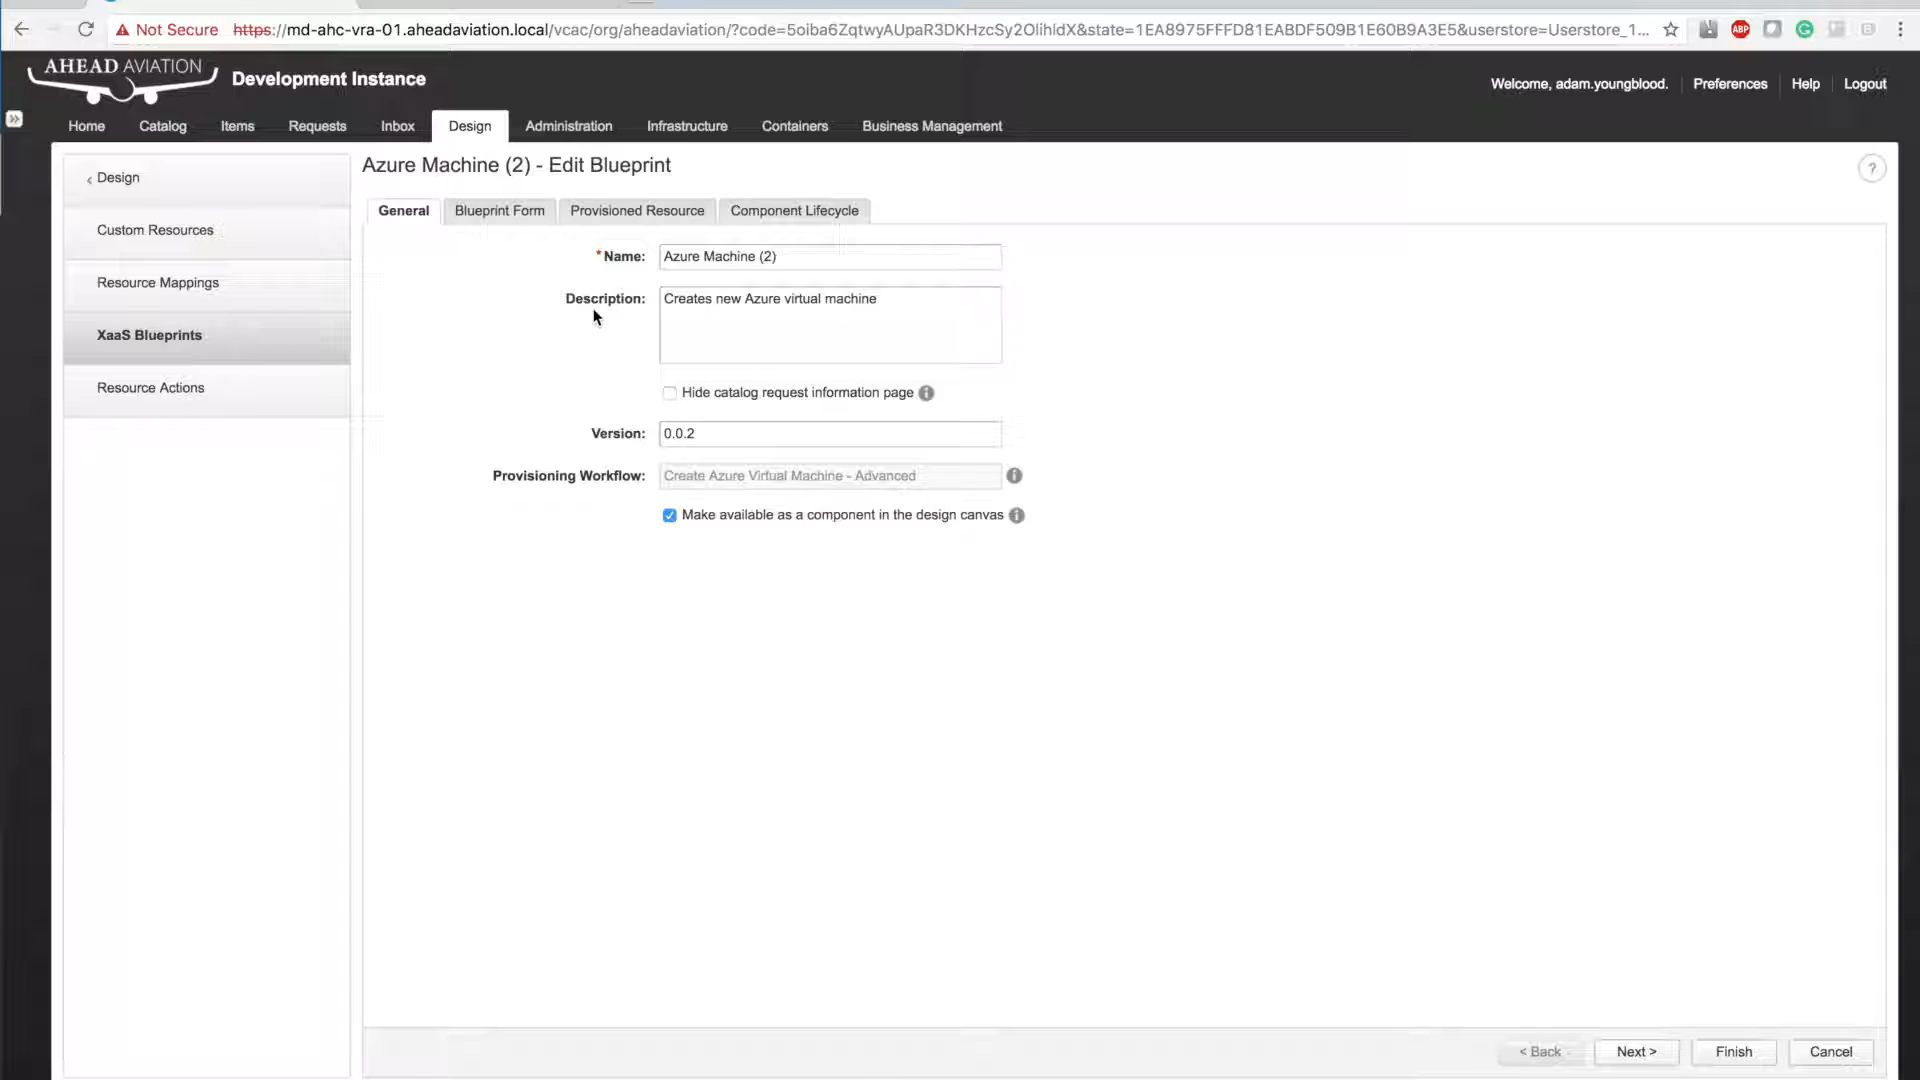 Not Secure https://md-ahc-vra-01.aheadaviation.local/vcac/org/aheadaviation/?code=5oiba6ZqtwyAUpaR3DKHzcSy2OlihldX&state=1EA8975FFFD81EABDF509B1E60B9A3E5&userstore=Userstore_1...
ABP
AHEAD AVIATION
Development Instance
Welcome, adam.youngblood. Preferences Help Logout
Home Catalog Items Requests Inbox Design Administration Infrastructure Containers Business Management
‹ Design
Custom Resources
Resource Mappings
XaaS Blueprints
Resource Actions
Azure Machine (2) - Edit Blueprint
?
General Blueprint Form Provisioned Resource Component Lifecycle
* Name: Azure Machine (2)
Description: Creates new Azure virtual machine
Hide catalog request information page
Version: 0.0.2
Provisioning Workflow: Create Azure Virtual Machine - Advanced
Make available as a component in the design canvas
< Back Next > Finish Cancel